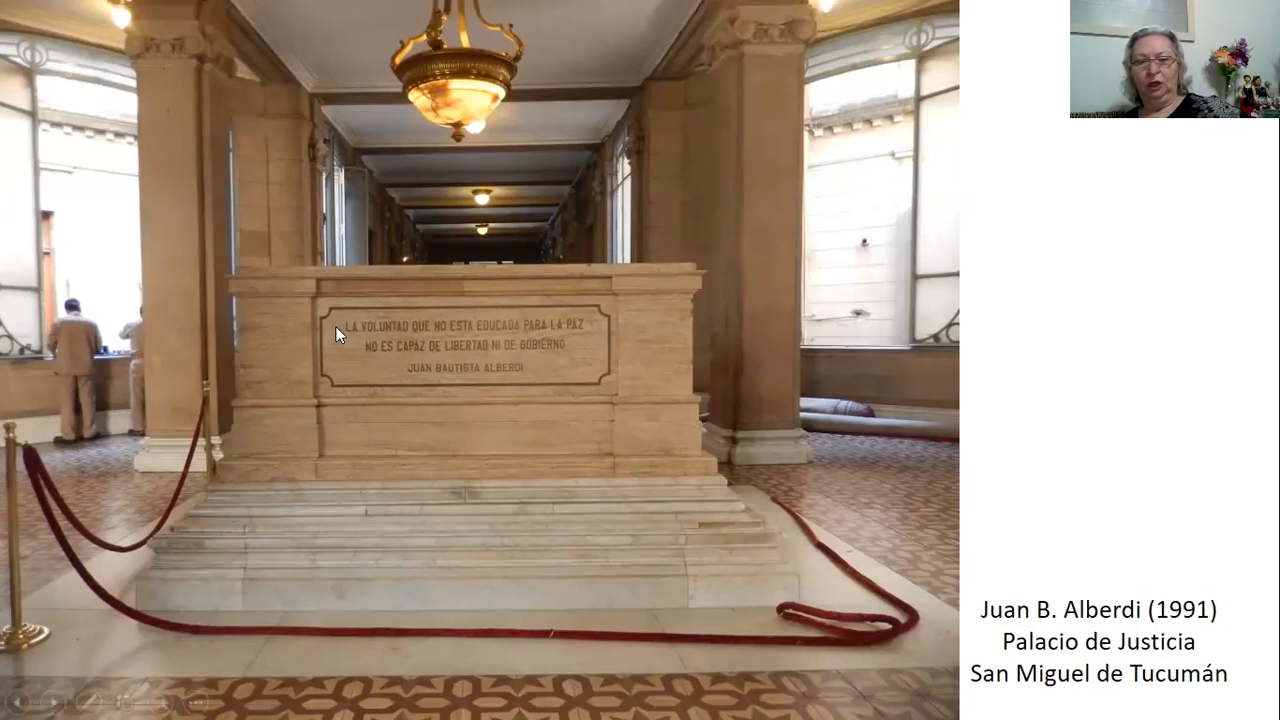 LA VOLUNTAD QUE NO ESTA EDUCADA PARA LA PAZ
NO ES CAPAZ DE LIBERTAD NI DE GOBIERNO
JUAN BAUTISTA ALBERDI
Juan B. Alberdi (1991)
Palacio de Justicia
San Miguel de Tucumán